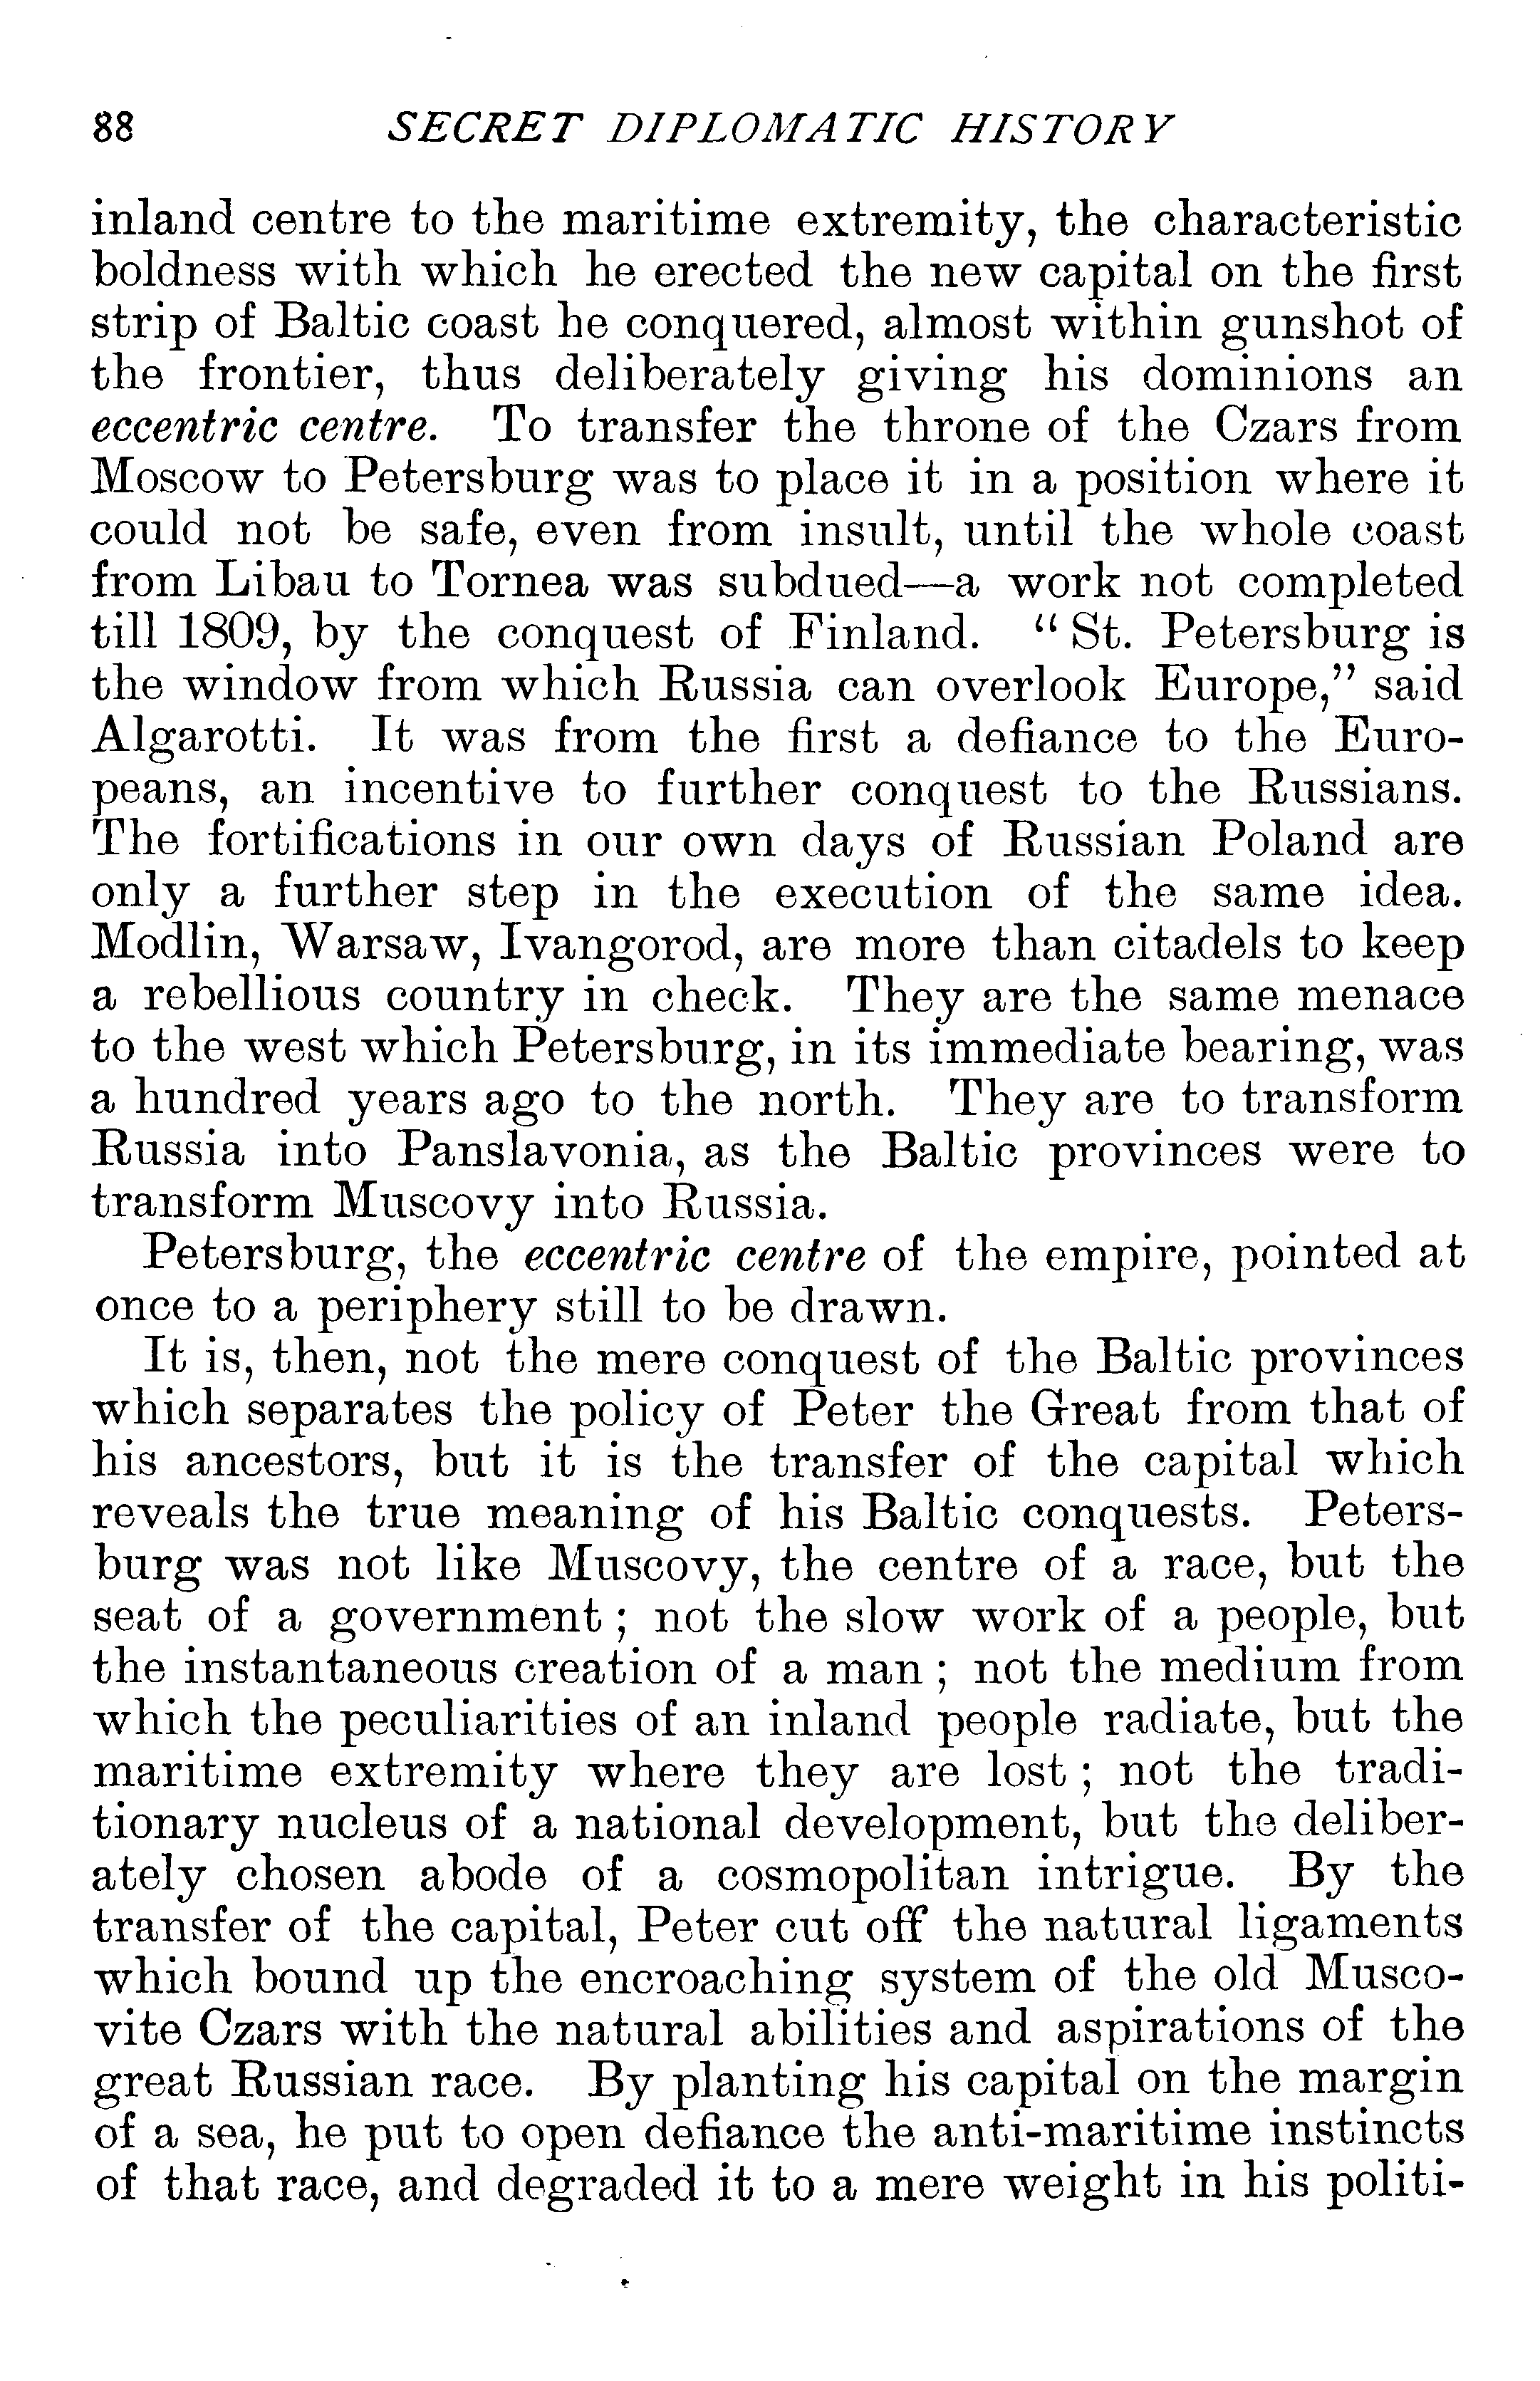 88 SECRET DIPLOMATIC HISTORY
inland centre to the maritime extremity, the characteristic
boldness with which he erected the new capital on the first
strip of Baltic coast he conquered, almost within gunshot of
the frontier, thus deliberately giving his dominions an
eccentric centre. To transfer the throne of the Czars from
Moscow to Petersburg was to place it in a position where it
could not be safe, even from insult, until the whole coast
from Libau to Tornea was subdued—a work not completed
till 1809, by the conquest of Finland. “ St. Petersburg is
the window from which Russia can overlook Europe,” said
Algarotti. It was from the first a defiance to the Euro-
peans, an incentive to further conquest to the Russians.
The fortifications in our own days of Russian Poland are
only a further step in the execution of the same idea.
Modlin, Warsaw, Ivangorod, are more than citadels to keep
a rebellious country in check. They are the same menace
to the west which Petersburg, in its immediate bearing, was
a hundred years ago to the north. They are to transform
Russia into Panslavonia, as the Baltic provinces were to
transform Muscovy into Russia.
Petersburg, the eccentric centre of the empire, pointed at
once to a periphery still to be drawn.
It is, then, not the mere conquest of the Baltic provinces
which separates the policy of Peter the Great from that of
his ancestors, but it is the transfer of the capital which
reveals the true meaning of his Baltic conquests. Peters-
burg was not like Muscovy, the centre of a race, but the
seat of a government ; not the slow work of a people, but
the instantaneous creation of a man ; not the medium from
which the peculiarities of an inland people radiate, but the
maritime extremity where they are lost ; not the tradi-
tionary nucleus of a national development, but the deliber-
ately chosen abode of a cosmopolitan intrigue. By the
transfer of the capital, Peter cut off the natural ligaments
which bound up the encroaching system of the old Musco-
vite Czars with the natural abilities and aspirations of the
great Russian race. By planting his capital on the margin
of a sea, he put to open defiance the anti-maritime instincts
of that race, and degraded it to a mere weight in his politi-